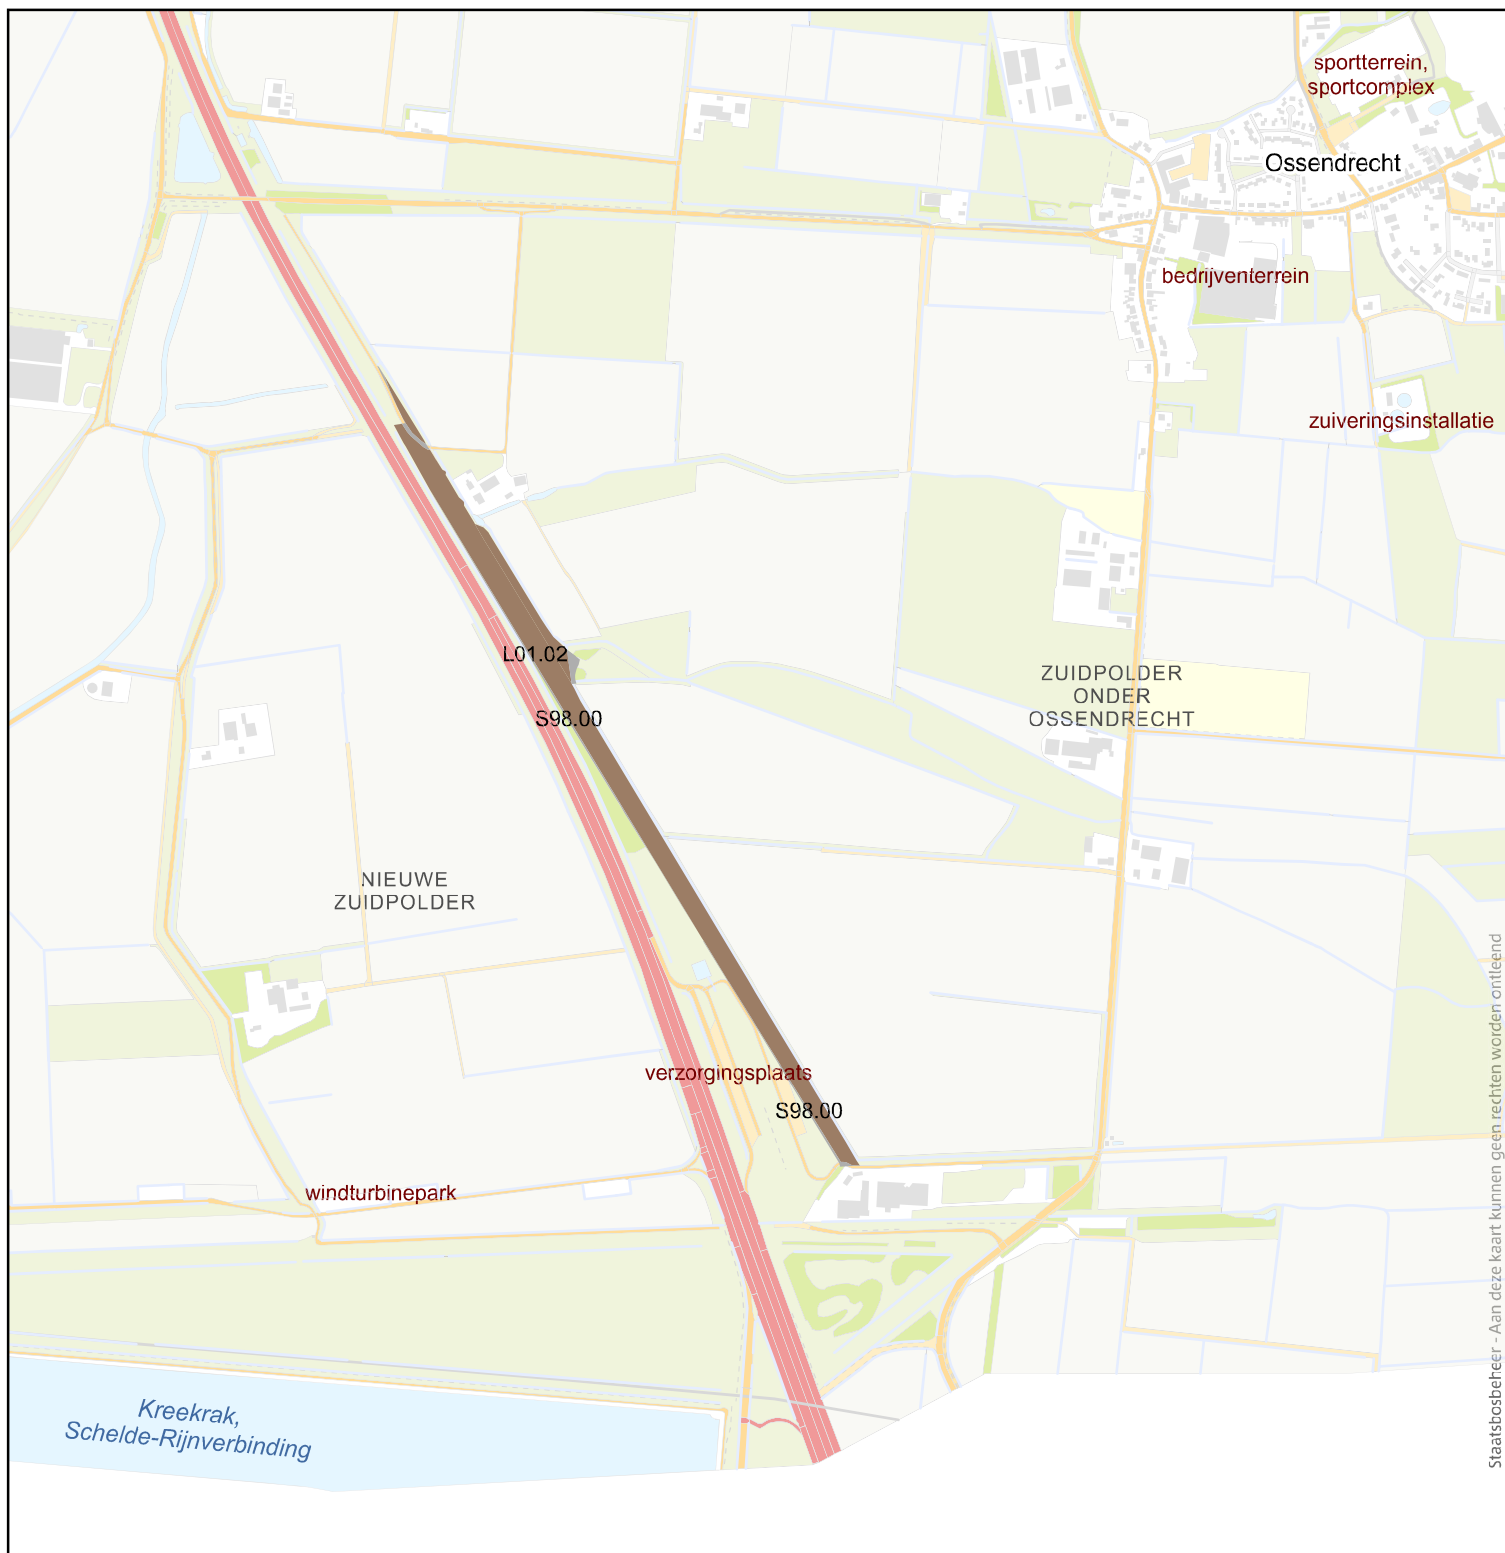 sportterrein,
sportcomplex
Ossendrecht
bedrijventerrein
zuiveringsinstallatie
L01.02
ZUIDPOLDER
ONDER
OSSENDRECHT
S98.00
NIEUWE
ZUIDPOLDER
verzorgingsplaats
S98.00
windturbinepark
Kreekrak,
Schelde-Rijnverbinding
Staatsbosbeheer - Aan deze kaart kunnen geen rechten worden ontleend